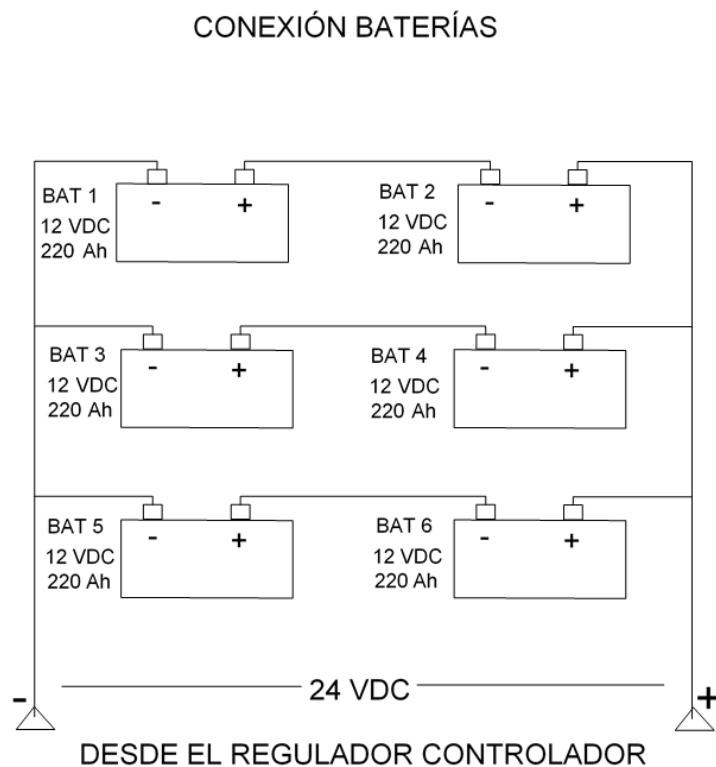 CONEXIÓN BATERÍAS
BAT 1
12 VDC
220 Ah
- +
BAT 2
12 VDC
220 Ah
- +
BAT 3
12 VDC
220 Ah
- +
BAT 4
12 VDC
220 Ah
- +
BAT 5
12 VDC
220 Ah
- +
BAT 6
12 VDC
220 Ah
- +
- 24 VDC +
DESDE EL REGULADOR CONTROLADOR